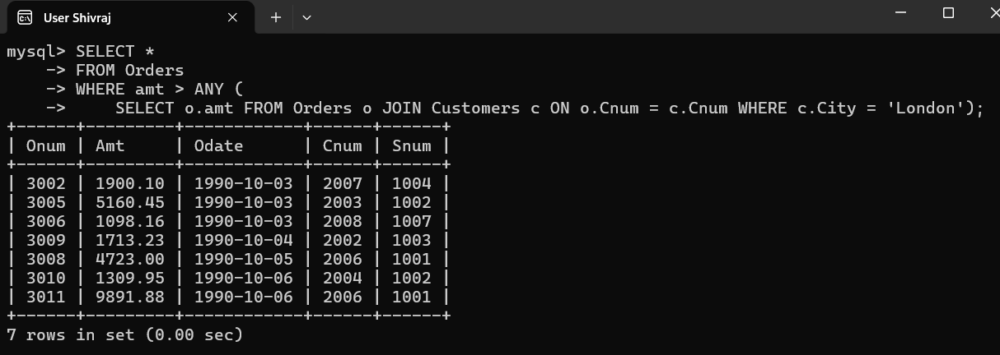 User Shivraj
mysql> SELECT *
    -> FROM Orders
    -> WHERE amt > ANY (
    ->     SELECT o.amt FROM Orders o JOIN Customers c ON o.Cnum = c.Cnum WHERE c.City = 'London');
+------+---------+------------+------+------+
| Onum | Amt     | Odate      | Cnum | Snum |
+------+---------+------------+------+------+
| 3002 | 1900.10 | 1990-10-03 | 2007 | 1004 |
| 3005 | 5160.45 | 1990-10-03 | 2003 | 1002 |
| 3006 | 1098.16 | 1990-10-03 | 2008 | 1007 |
| 3009 | 1713.23 | 1990-10-04 | 2002 | 1003 |
| 3008 | 4723.00 | 1990-10-05 | 2006 | 1001 |
| 3010 | 1309.95 | 1990-10-06 | 2004 | 1002 |
| 3011 | 9891.88 | 1990-10-06 | 2006 | 1001 |
+------+---------+------------+------+------+
7 rows in set (0.00 sec)